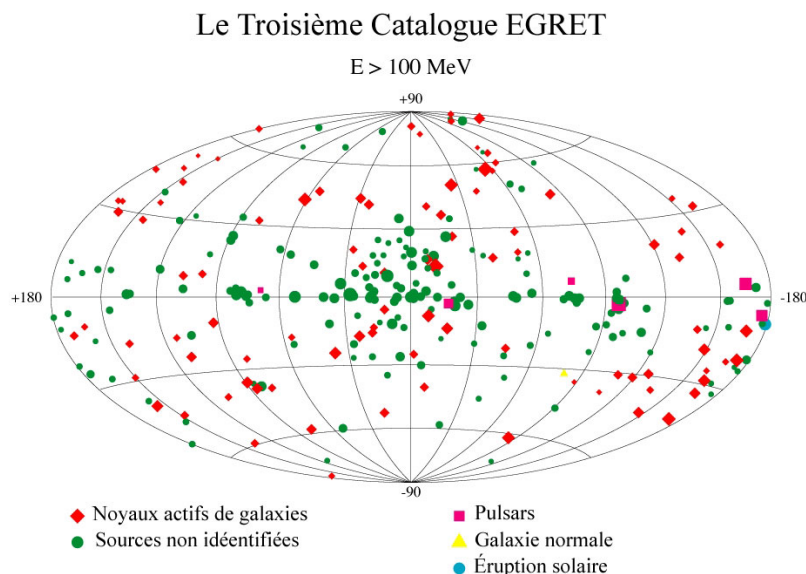 Le Troisième Catalogue EGRET
E > 100 MeV
+90
+180
-180
-90
Noyaux actifs de galaxies
Sources non idéentifiées
Pulsars
Galaxie normale
Éruption solaire